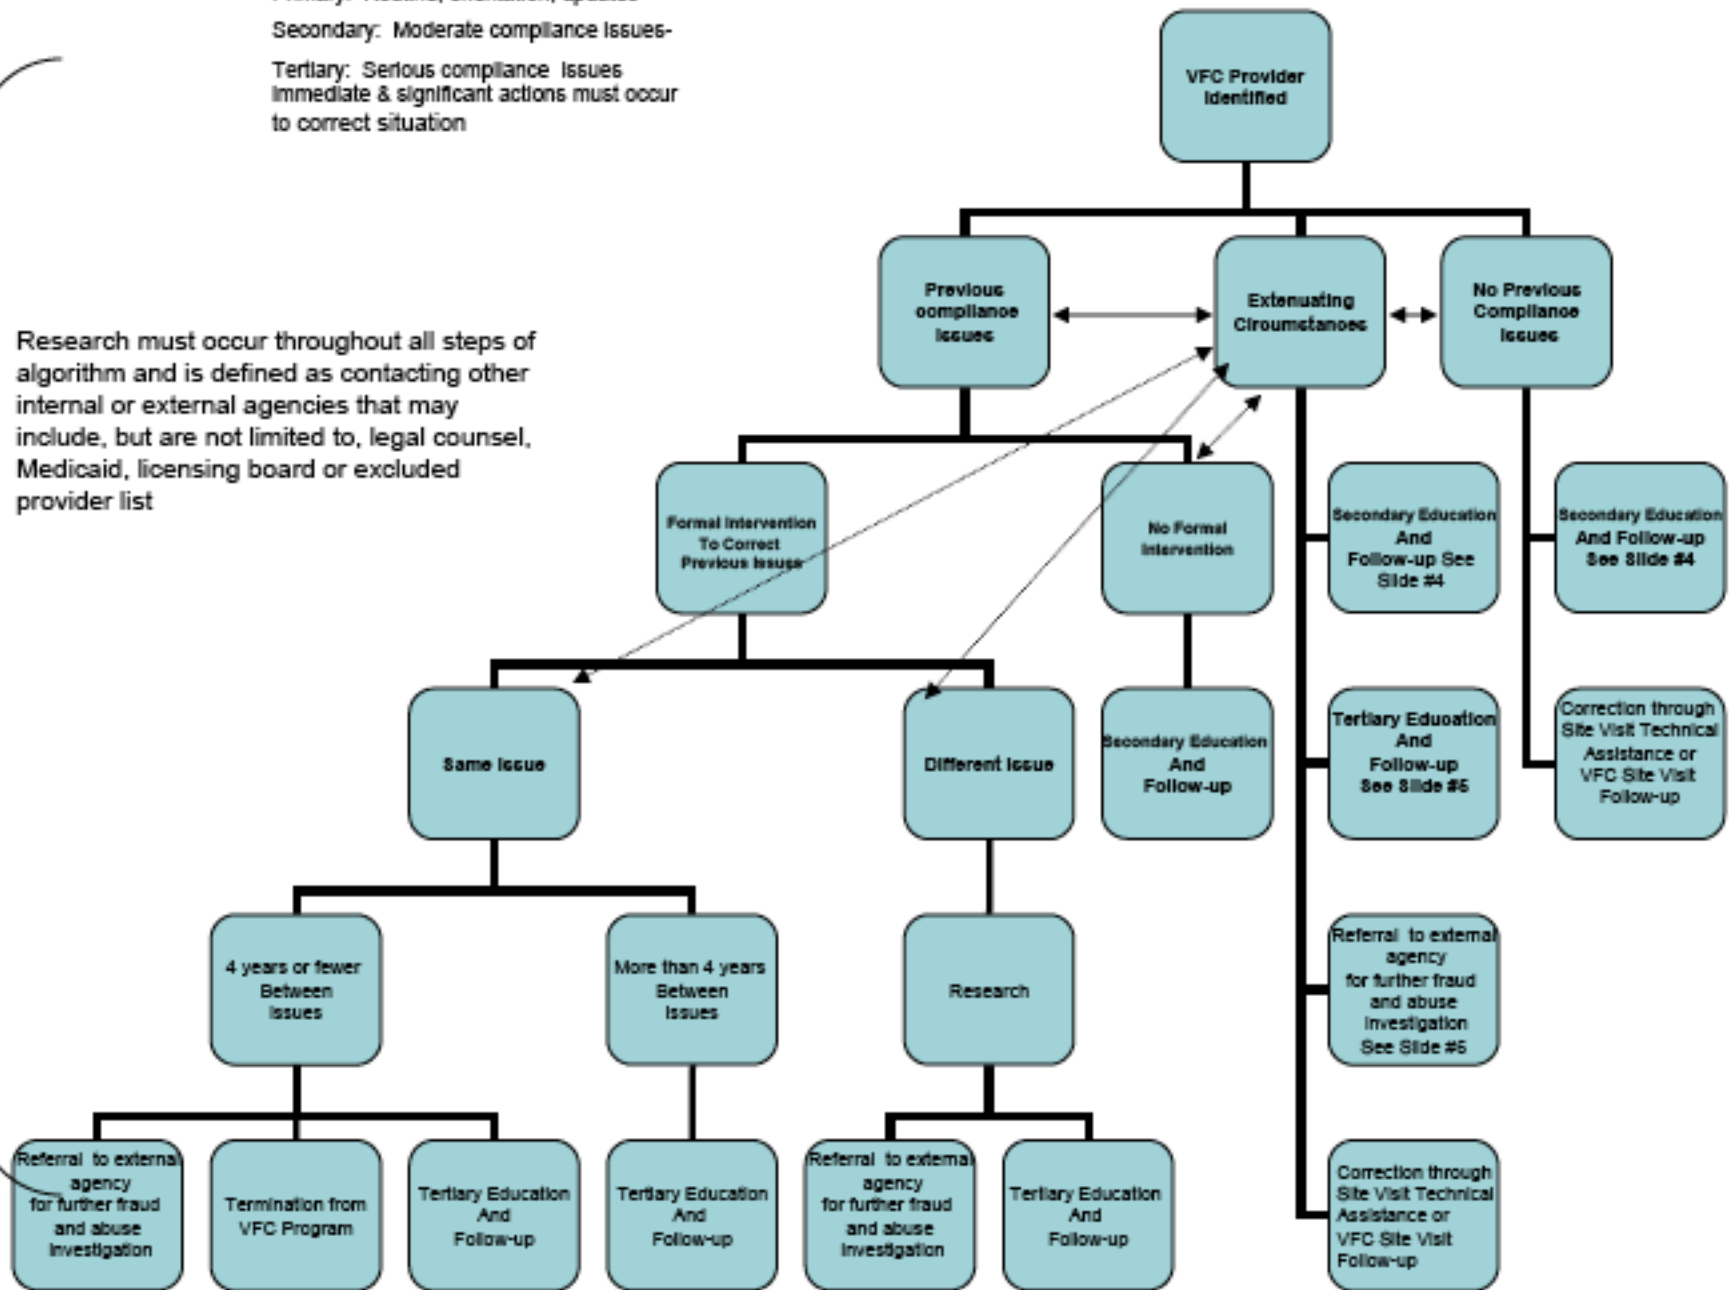 Secondary: Moderate compliance issues-
Tertiary: Serious compliance issues
immediate & significant actions must occur
to correct situation
VFC Provider
Identified
Previous
compliance
issues
Extenuating
Circumstances
No Previous
Compliance
Issues
Research must occur throughout all steps of
algorithm and is defined as contacting other
internal or external agencies that may
include, but are not limited to, legal counsel,
Medicaid, licensing board or excluded
provider list
Formal Intervention
To Correct
Previous Issues
No Formal
Intervention
Secondary Education
And
Follow-up See
Slide #4
Secondary Education
And Follow-up
See Slide #4
Same Issue
Different Issue
Secondary Education
And
Follow-up
Tertiary Education
And
Follow-up
See Slide #5
Correction through
Site Visit Technical
Assistance or
VFC Site Visit
Follow-up
4 years or fewer
Between
Issues
More than 4 years
Between
Issues
Research
Referral to external
agency
for further fraud
and abuse
Investigation
See Slide #5
Referral to external
agency
for further fraud
and abuse
Investigation
Termination from
VFC Program
Tertiary Education
And
Follow-up
Tertiary Education
And
Follow-up
Referral to external
agency
for further fraud
and abuse
Investigation
Tertiary Education
And
Follow-up
Correction through
Site Visit Technical
Assistance or
VFC Site Visit
Follow-up